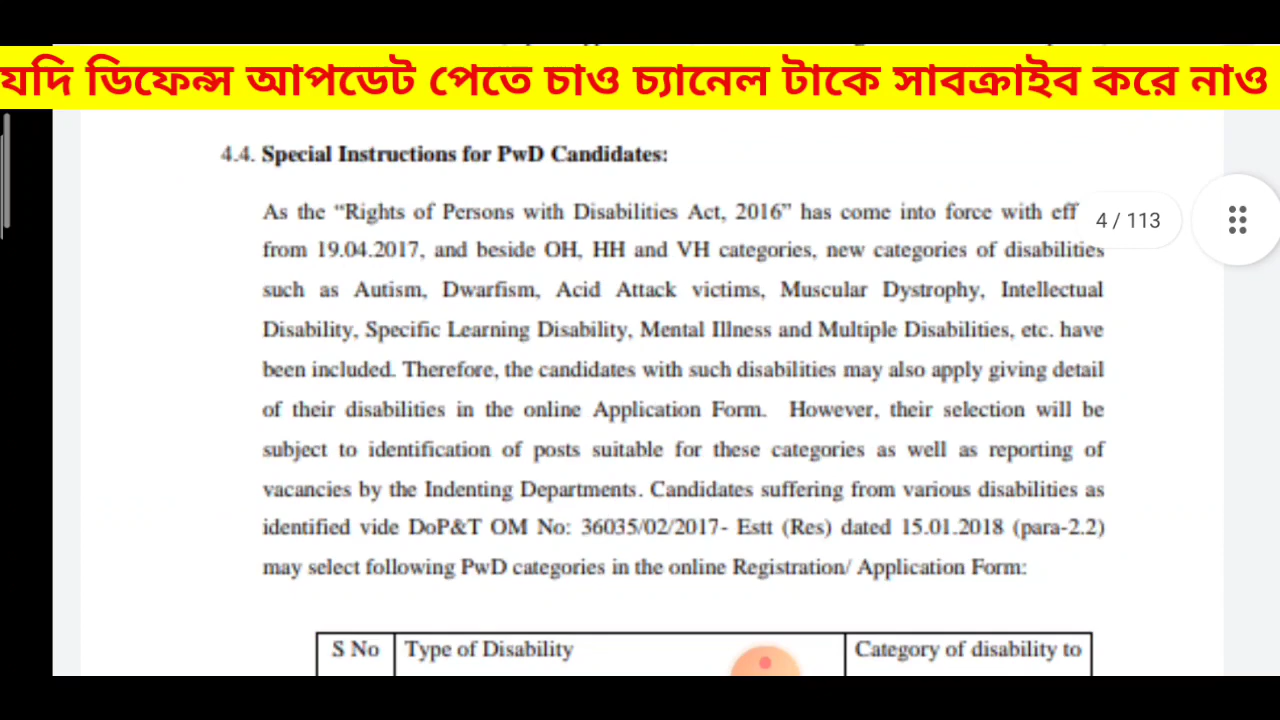 যদি ডিফেন্স আপডেট পেতে চাও চ্যানেল টাকে সাবক্রাইব করে নাও
4.4. Special Instructions for PwD Candidates:
As the “Rights of Persons with Disabilities Act, 2016” has come into force with eff
4 / 113
from 19.04.2017, and beside OH, HH and VH categories, new categories of disabilities
such as Autism, Dwarfism, Acid Attack victims, Muscular Dystrophy, Intellectual
Disability, Specific Learning Disability, Mental Illness and Multiple Disabilities, etc. have
been included. Therefore, the candidates with such disabilities may also apply giving detail
of their disabilities in the online Application Form. However, their selection will be
subject to identification of posts suitable for these categories as well as reporting of
vacancies by the Indenting Departments. Candidates suffering from various disabilities as
identified vide DoP&T OM No: 36035/02/2017- Estt (Res) dated 15.01.2018 (para-2.2)
may select following PwD categories in the online Registration/ Application Form:
S No Type of Disability Category of disability to